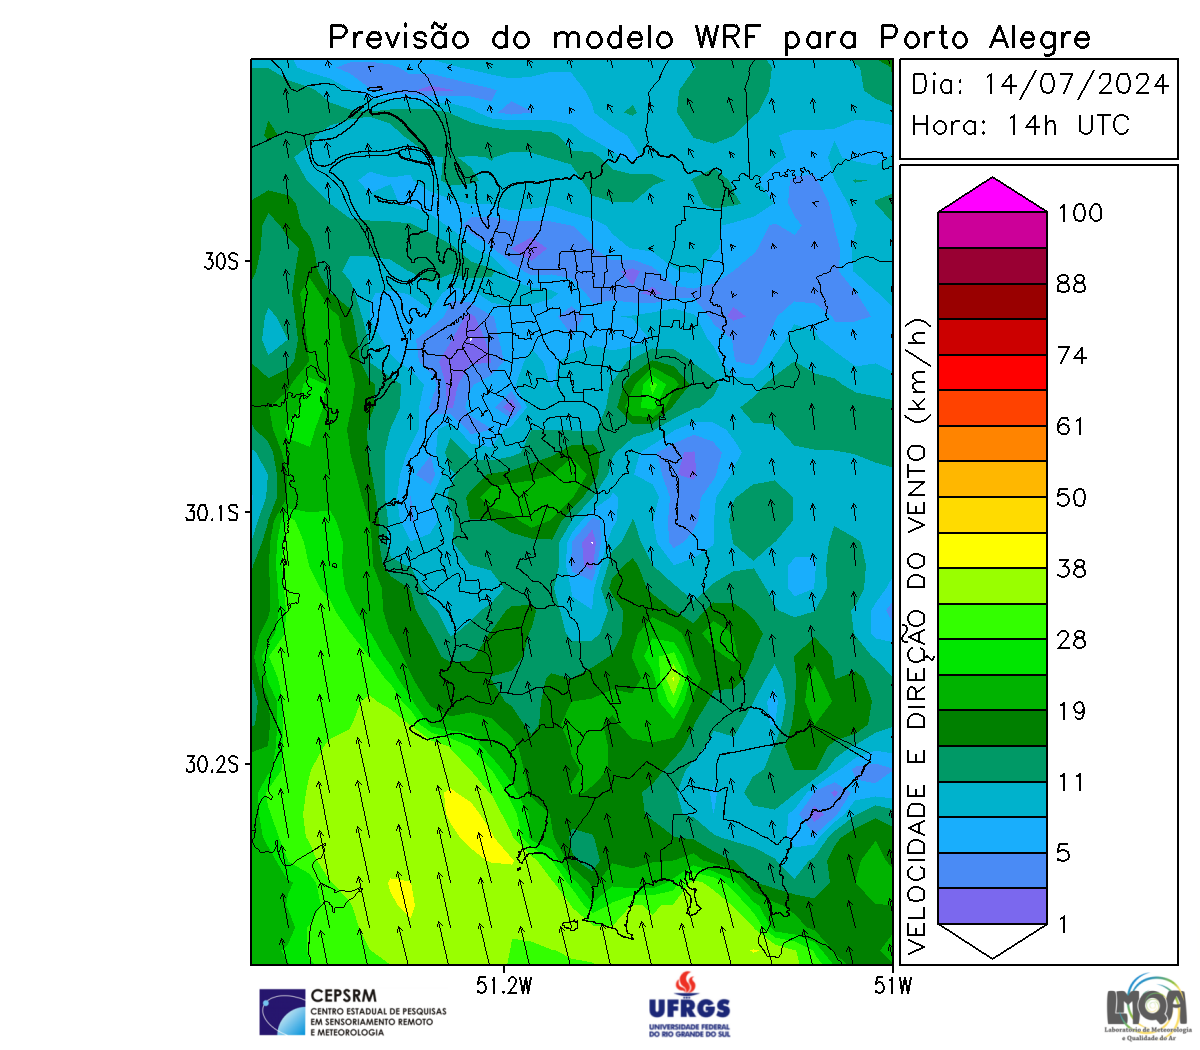 Previsão do modelo WRF para Porto Alegre
Dia: 14/07/2024
Hora: 14h UTC
30S
30.1S
30.2S
51.2W
51W
VELOCIDADE E DIREÇÃO DO VENTO (km/h)
100
88
74
61
50
38
28
19
11
5
1
CEPSRM
CENTRO ESTADUAL DE PESQUISAS
EM SENSORIAMENTO REMOTO
E METEOROLOGIA
UFRGS
UNIVERSIDADE FEDERAL
DO RIO GRANDE DO SUL
LMQA
Laboratório de Meteorologia
e Qualidade do Ar